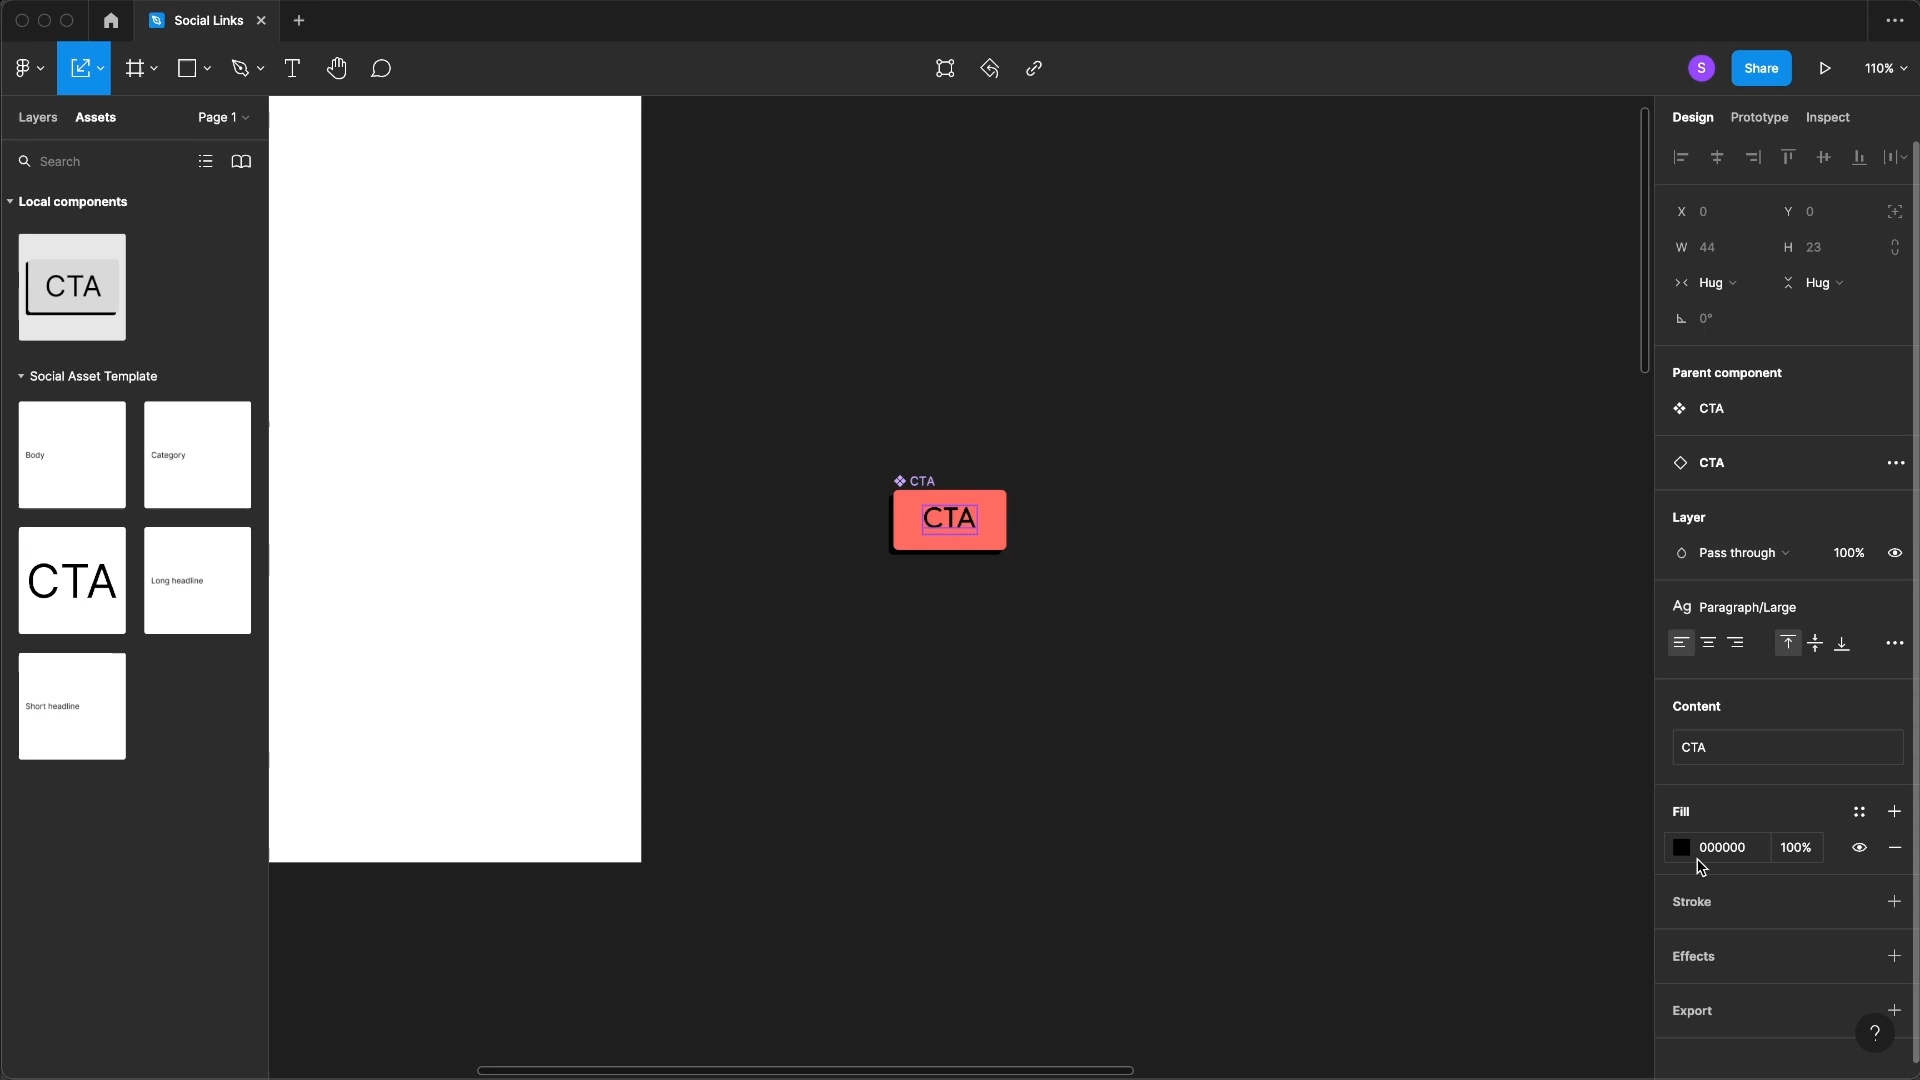 Social Links
S
Share
110%
Layers Assets Page 1
Search
Local components
CTA
Social Asset Template
Body
Category
CTA
Long headline
Short headline
CTA
CTA
Design Prototype Inspect
X 0 Y 0
W 44 H 23
Hug Hug
0°
Parent component
CTA
CTA
Layer
Pass through 100%
Ag Paragraph/Large
Content
CTA
Fill
000000 100%
Stroke
Effects
Export
?